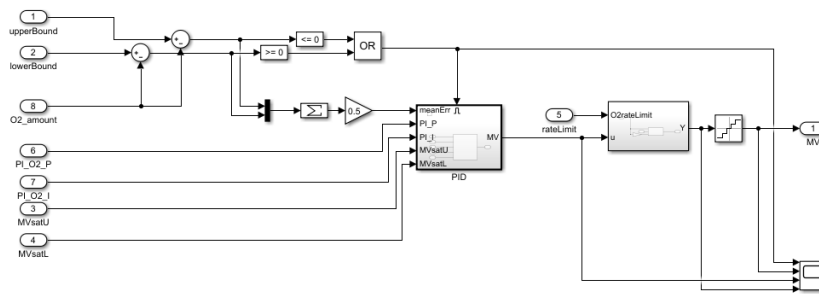 1
upperBound
2
lowerBound
8
O2_amount
6
PI_O2_P
7
PI_O2_I
3
MVsatU
4
MVsatL
<= 0
>= 0
OR
0.5
meanErr
PI_P
PI_I
MVsatU
MVsatL
MV
PID
5
rateLimit
O2rateLimit
u
Y
1
MV